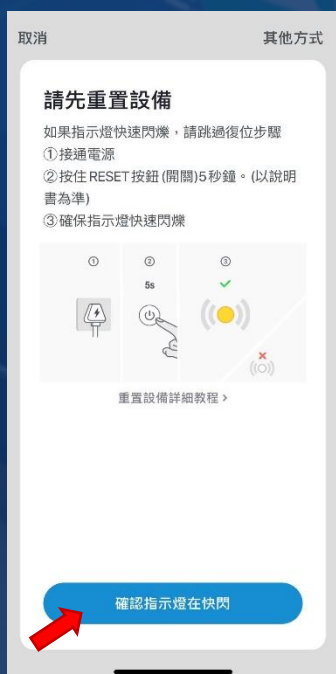 取消 其他方式
請先重置設備
如果指示燈快速閃爍，請跳過復位步驟
①接通電源
②按住 RESET 按鈕 (開關)5 秒鐘。(以說明
書為準)
③確保指示燈快速閃爍
① ② ③
5s
重置設備詳細教程 >
確認指示燈在快閃